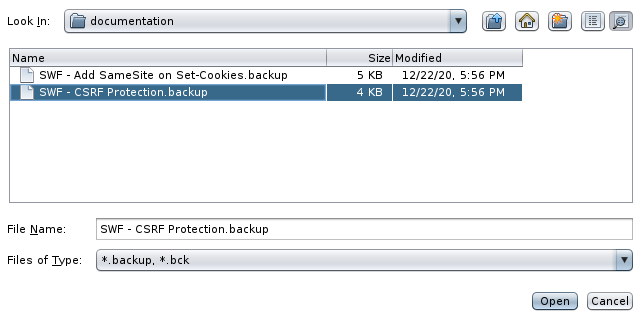 Look In: documentation
Name Size Modified
SWF - Add SameSite on Set-Cookies.backup 5 KB 12/22/20, 5:56 PM
SWF - CSRF Protection.backup 4 KB 12/22/20, 5:56 PM
File Name: SWF - CSRF Protection.backup
Files of Type: *.backup, *.bck
Open Cancel